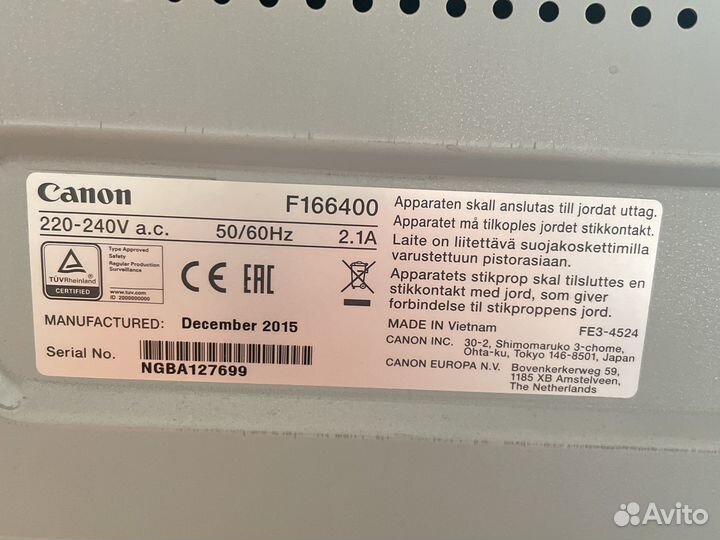 Canon F166400
220-240V a.c. 50/60Hz 2.1A
TÜVRheinland
CERTIFIED
Type Approved
Safety
Regular Production
Surveillance
www.tuv.com
ID 2000000000
CE EAC
MANUFACTURED: December 2015
Serial No. NGBA127699
Apparaten skall anslutas till jordat uttag.
Apparatet må tilkoples jordet stikkontakt.
Laite on liitettävä suojakoskettimilla
varustettuun pistorasiaan.
Apparatets stikprop skal tilsluttes en
stikkontakt med jord, som giver
forbindelse til stikproppens jord.
MADE IN Vietnam FE3-4524
CANON INC. 30-2, Shimomaruko 3-chome,
Ohta-ku, Tokyo 146-8501, Japan
CANON EUROPA N.V. Bovenkerkerweg 59,
1185 XB Amstelveen,
The Netherlands
Avito